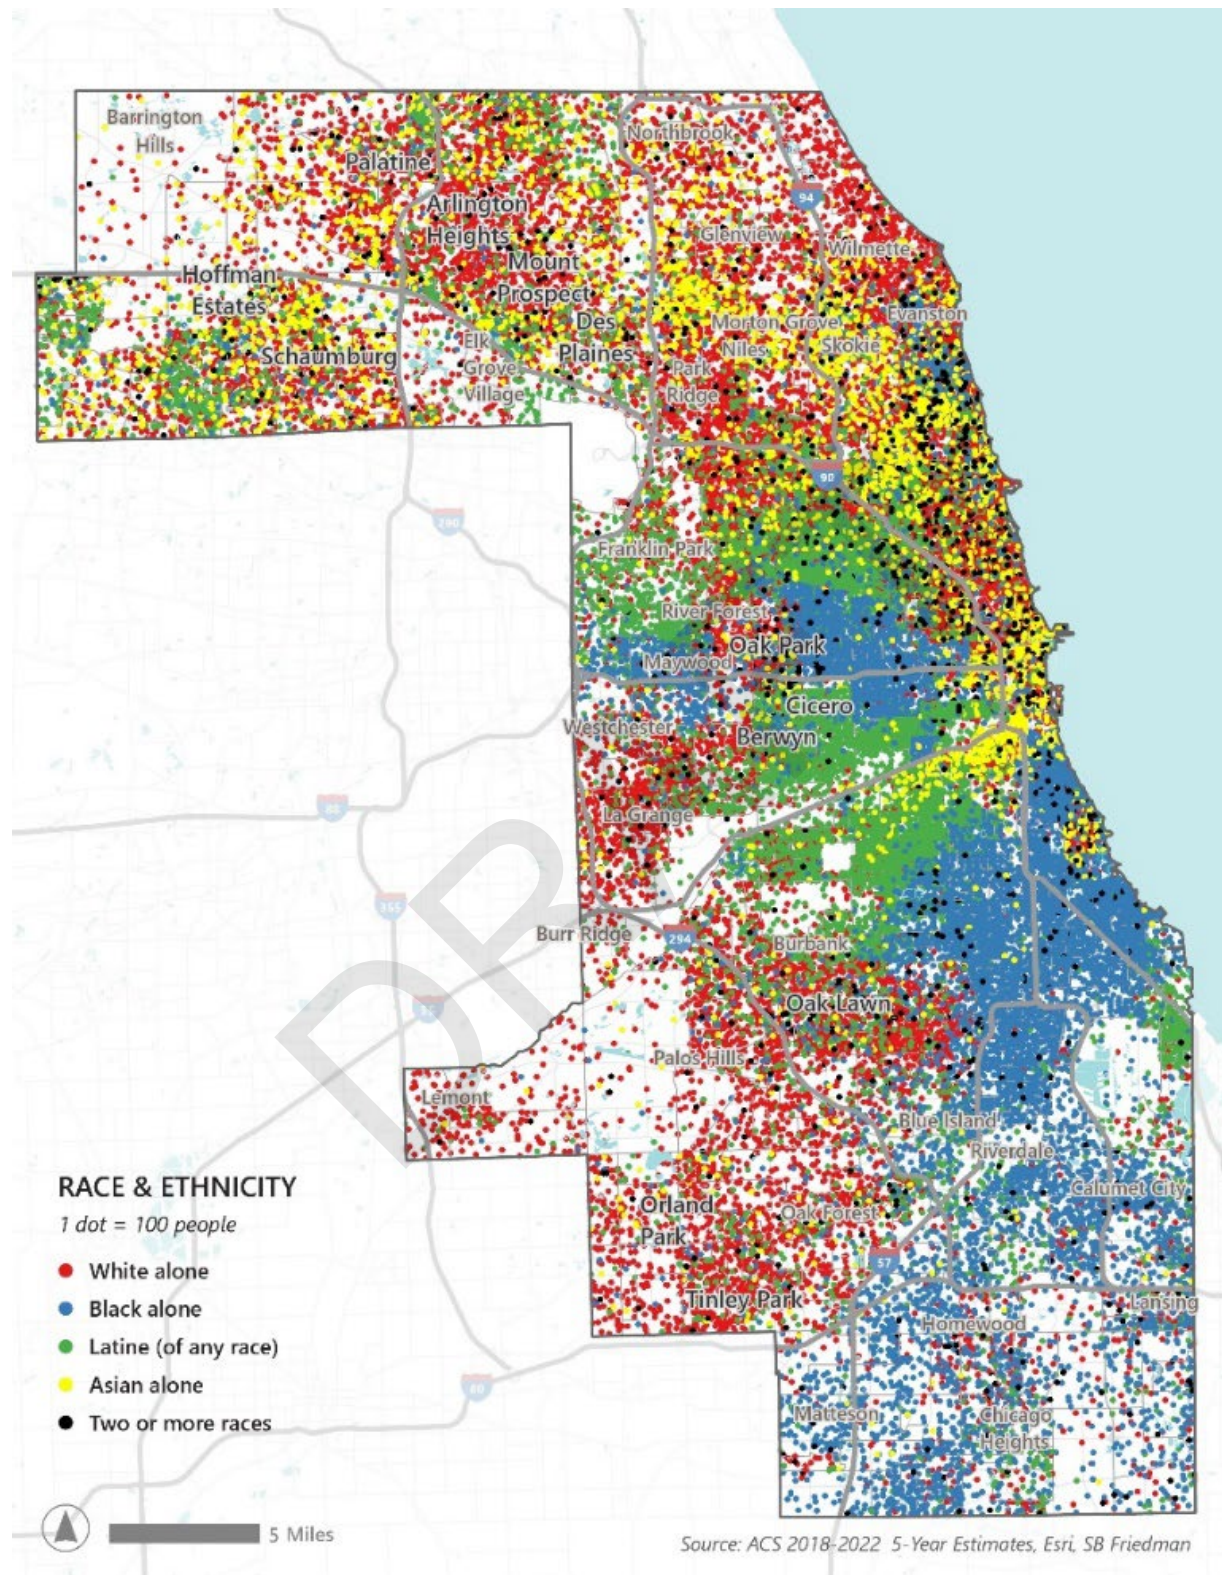 Barrington
Hills
Northbrook
Palatine
94
Arlington
Heights
Glenview
Wilmette
Mount
Prospect
Hoffman
Estates
Des
Plaines
Morton Grove
Evanston
Niles
Skokie
Elk
Grove
Village
Schaumburg
Park
Ridge
90
290
Franklin Park
River Forest
Oak Park
Maywood
Cicero
Westchester
Berwyn
88
La Grange
355
Burr Ridge
294
Burbank
Oak Lawn
Palos Hills
Lemont
Blue Island
Riverdale
Calumet City
Orland
Park
Oak Forest
57
Tinley Park
Lansing
Homewood
80
Matteson
Chicago
Heights
RACE & ETHNICITY
1 dot = 100 people
White alone
Black alone
Latine (of any race)
Asian alone
Two or more races
5 Miles
Source: ACS 2018-2022 5-Year Estimates, Esri, SB Friedman